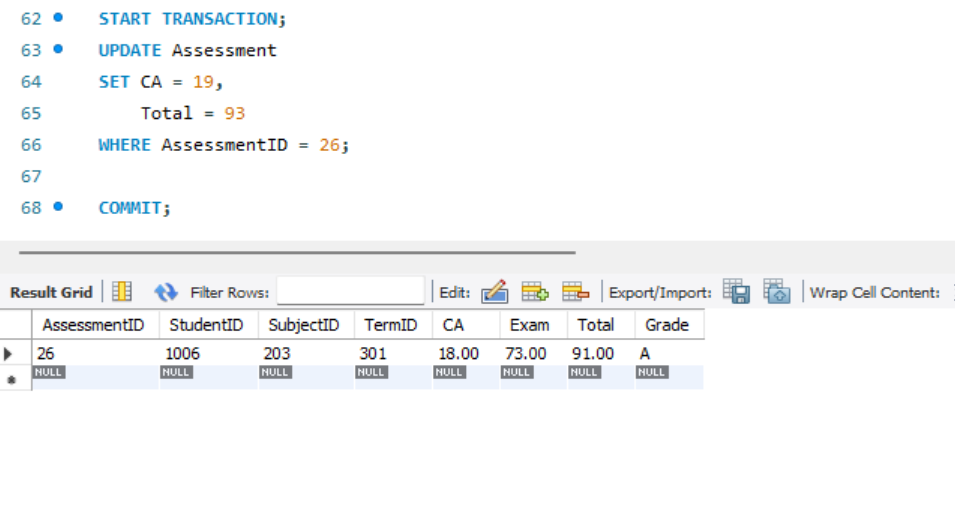 62 START TRANSACTION;
63 UPDATE Assessment
64 SET CA = 19,
65 Total = 93
66 WHERE AssessmentID = 26;
67
68 COMMIT;
Result Grid Filter Rows: Edit: Export/Import: Wrap Cell Content:
AssessmentID StudentID SubjectID TermID CA Exam Total Grade
26 1006 203 301 18.00 73.00 91.00 A
NULL NULL NULL NULL NULL NULL NULL NULL